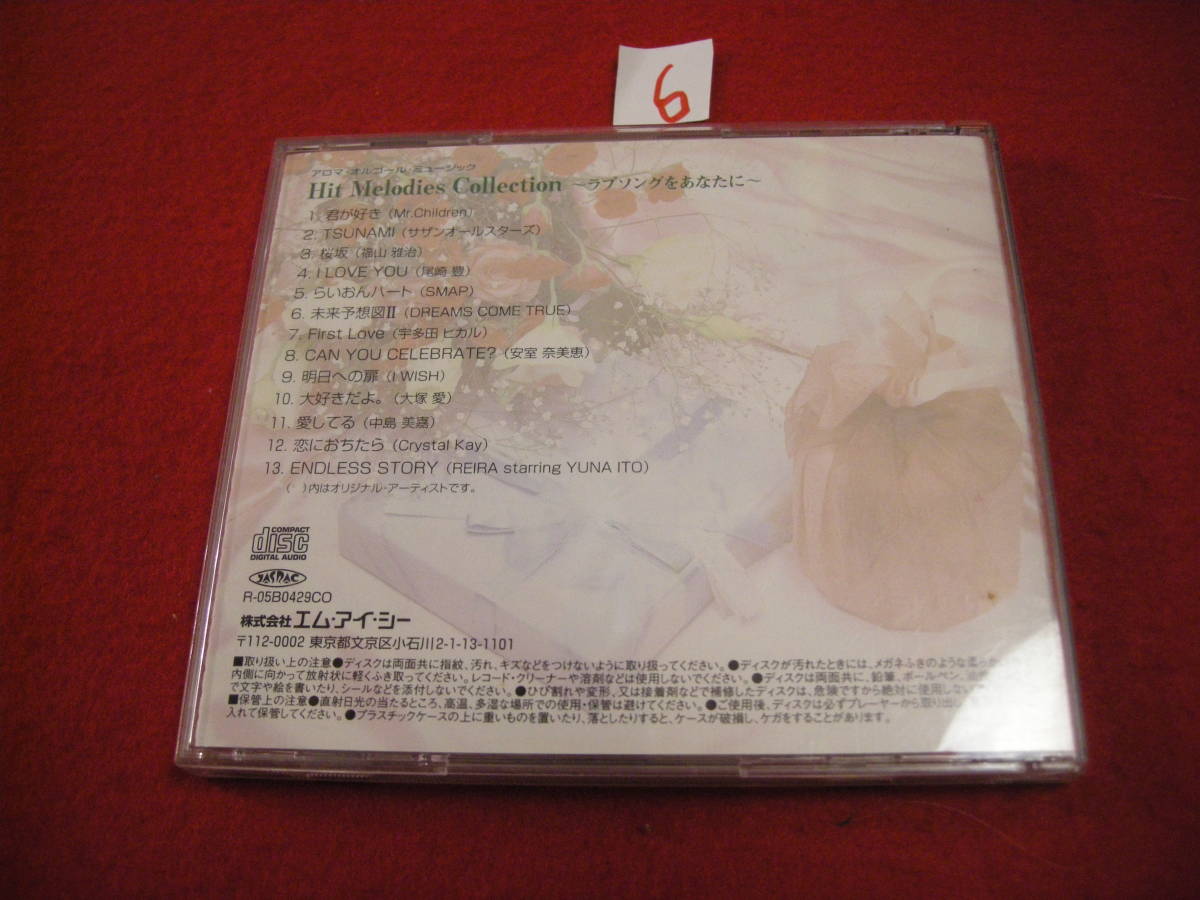 6
アロマ・オルゴール・ミュージック
Hit Melodies Collection ～ラブソングをあなたに～
1. 君が好き（Mr.Children）
2. TSUNAMI（サザンオールスターズ）
3. 桜坂（福山 雅治）
4. I LOVE YOU（尾崎 豊）
5. らいおんハート（SMAP）
6. 未来予想図Ⅱ（DREAMS COME TRUE）
7. First Love（宇多田 ヒカル）
8. CAN YOU CELEBRATE?（安室 奈美恵）
9. 明日への扉（I WISH）
10. 大好きだよ。（大塚 愛）
11. 愛してる（中島 美嘉）
12. 恋におちたら（Crystal Kay）
13. ENDLESS STORY（REIRA starring YUNA ITO）
（ ）内はオリジナル・アーティストです。
COMPACT
disc
DIGITAL AUDIO
JASRAC
R-05B0429CO
株式会社エム・アイ・シー
〒112-0002 東京都文京区小石川2-1-13-1101
■取り扱い上の注意●ディスクは両面共に指紋、汚れ、キズなどをつけないように取り扱ってください。●ディスクが汚れたときには、メガネふきのような柔らか
内側に向かって放射状に軽くふき取ってください。レコード・クリーナーや溶剤などは使用しないでください。●ディスクは両面共に、鉛筆、ボールペン、油性
で文字や絵を書いたり、シールなどを添付しないでください。●ひび割れや変形、又は接着剤などで補修したディスクは、危険ですから絶対に使用しない
■保管上の注意●直射日光の当たるところ、高温、多湿な場所での使用・保管は避けてください。●ご使用後、ディスクは必ずプレーヤーから取り出し
入れて保管してください。●プラスチックケースの上に重いものを置いたり、落としたりすると、ケースが破損し、ケガをすることがあります。